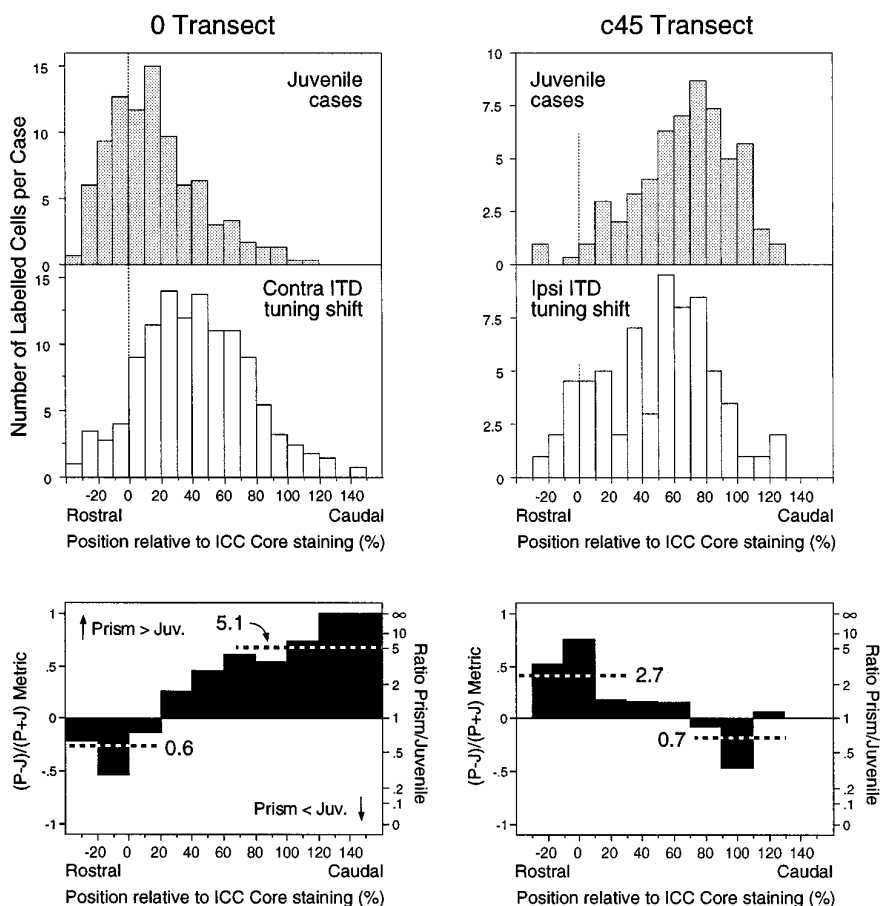 0 Transect
c45 Transect
Number of Labelled Cells per Case
15
10
5
0
Juvenile
cases
15
10
5
0
Contra ITD
tuning shift
-20 0 20 40 60 80 100 120 140
Rostral Caudal
Position relative to ICC Core staining (%)
10
7.5
5
2.5
0
Juvenile
cases
7.5
5
2.5
0
Ipsi ITD
tuning shift
-20 0 20 40 60 80 100 120 140
Rostral Caudal
Position relative to ICC Core staining (%)
(P-J)/(P+J) Metric
1
.5
0
-.5
-1
↑ Prism > Juv.
5.1
0.6
Prism < Juv. ↓
∞
10
5
2
1
.5
.2
.1
0
Ratio Prism/Juvenile
-20 0 20 40 60 80 100 120 140
Rostral Caudal
Position relative to ICC Core staining (%)
(P-J)/(P+J) Metric
1
.5
0
-.5
-1
2.7
0.7
∞
10
5
2
1
.5
.2
.1
0
Ratio Prism/Juvenile
-20 0 20 40 60 80 100 120 140
Rostral Caudal
Position relative to ICC Core staining (%)